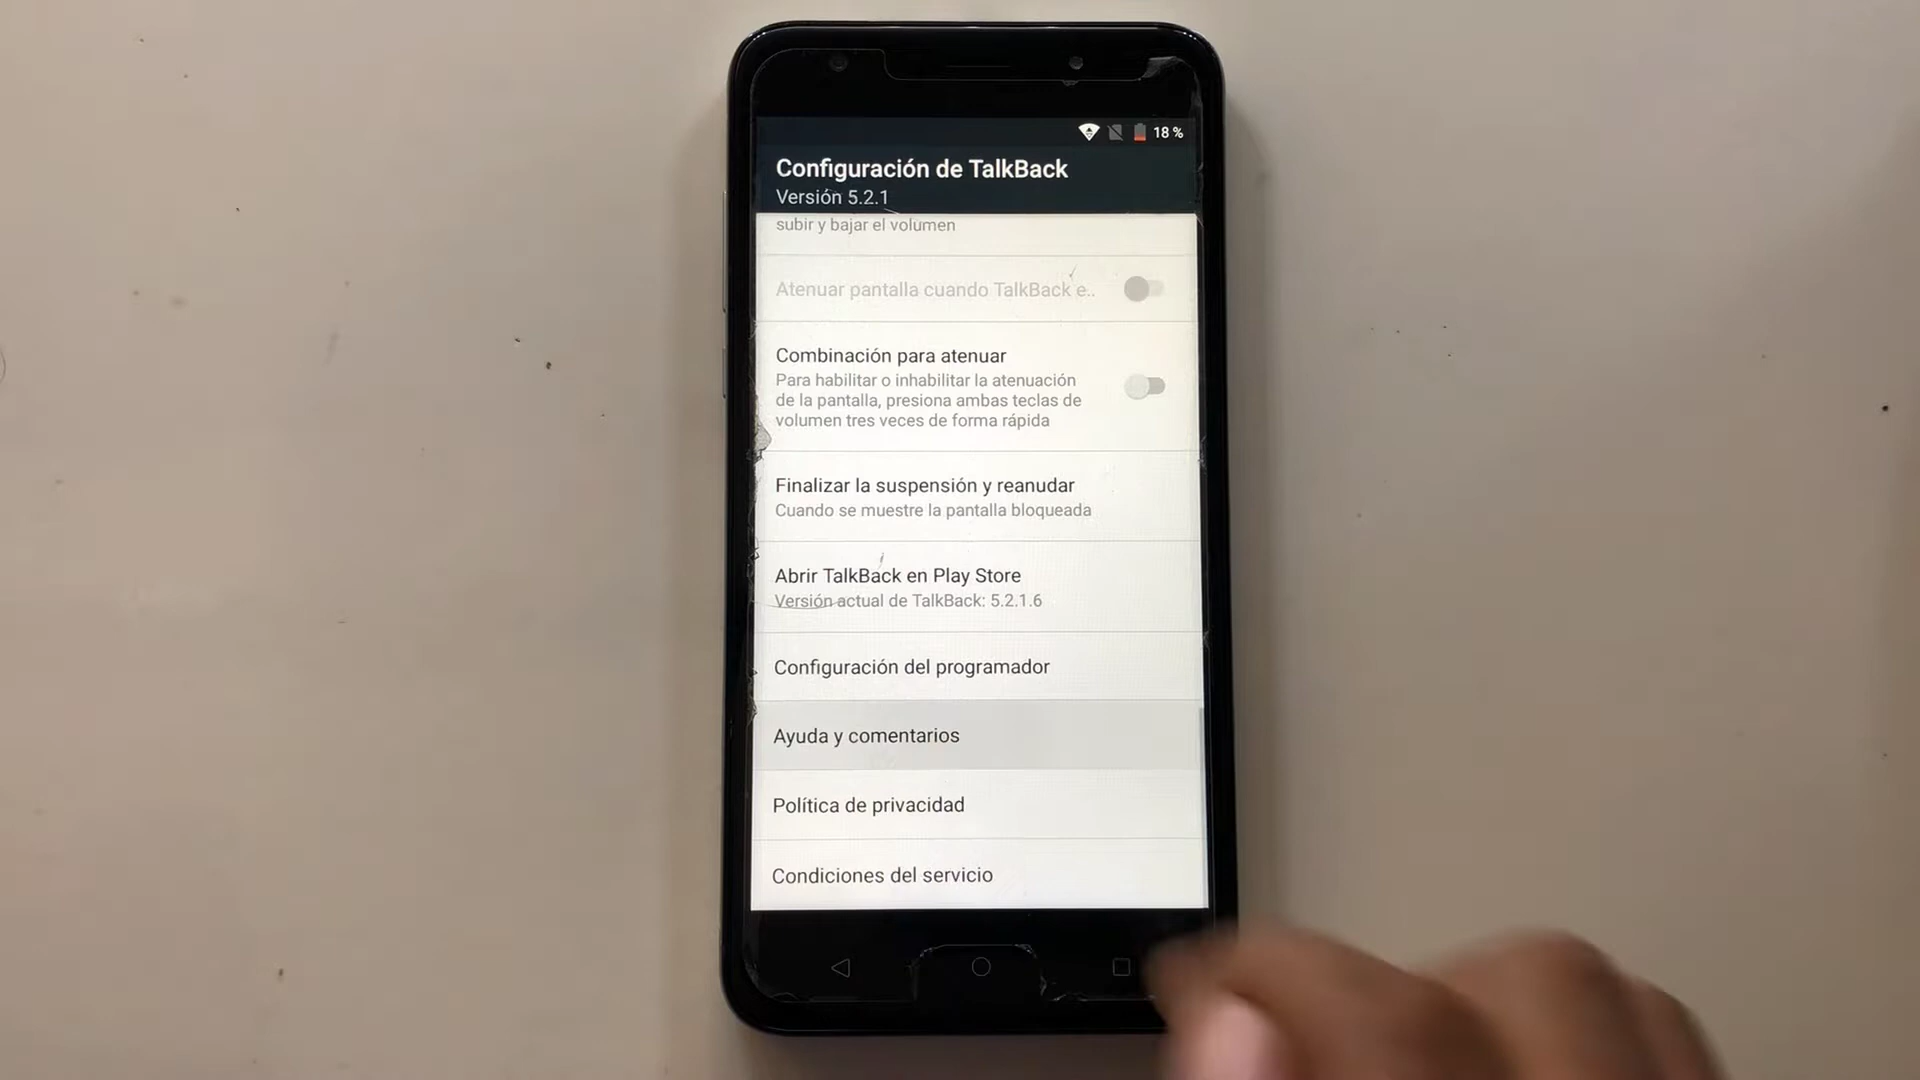 18 %
Configuración de TalkBack
Versión 5.2.1
subir y bajar el volumen
Atenuar pantalla cuando TalkBack e..
Combinación para atenuar
Para habilitar o inhabilitar la atenuación
de la pantalla, presiona ambas teclas de
volumen tres veces de forma rápida
Finalizar la suspensión y reanudar
Cuando se muestre la pantalla bloqueada
Abrir TalkBack en Play Store
Versión actual de TalkBack: 5.2.1.6
Configuración del programador
Ayuda y comentarios
Política de privacidad
Condiciones del servicio